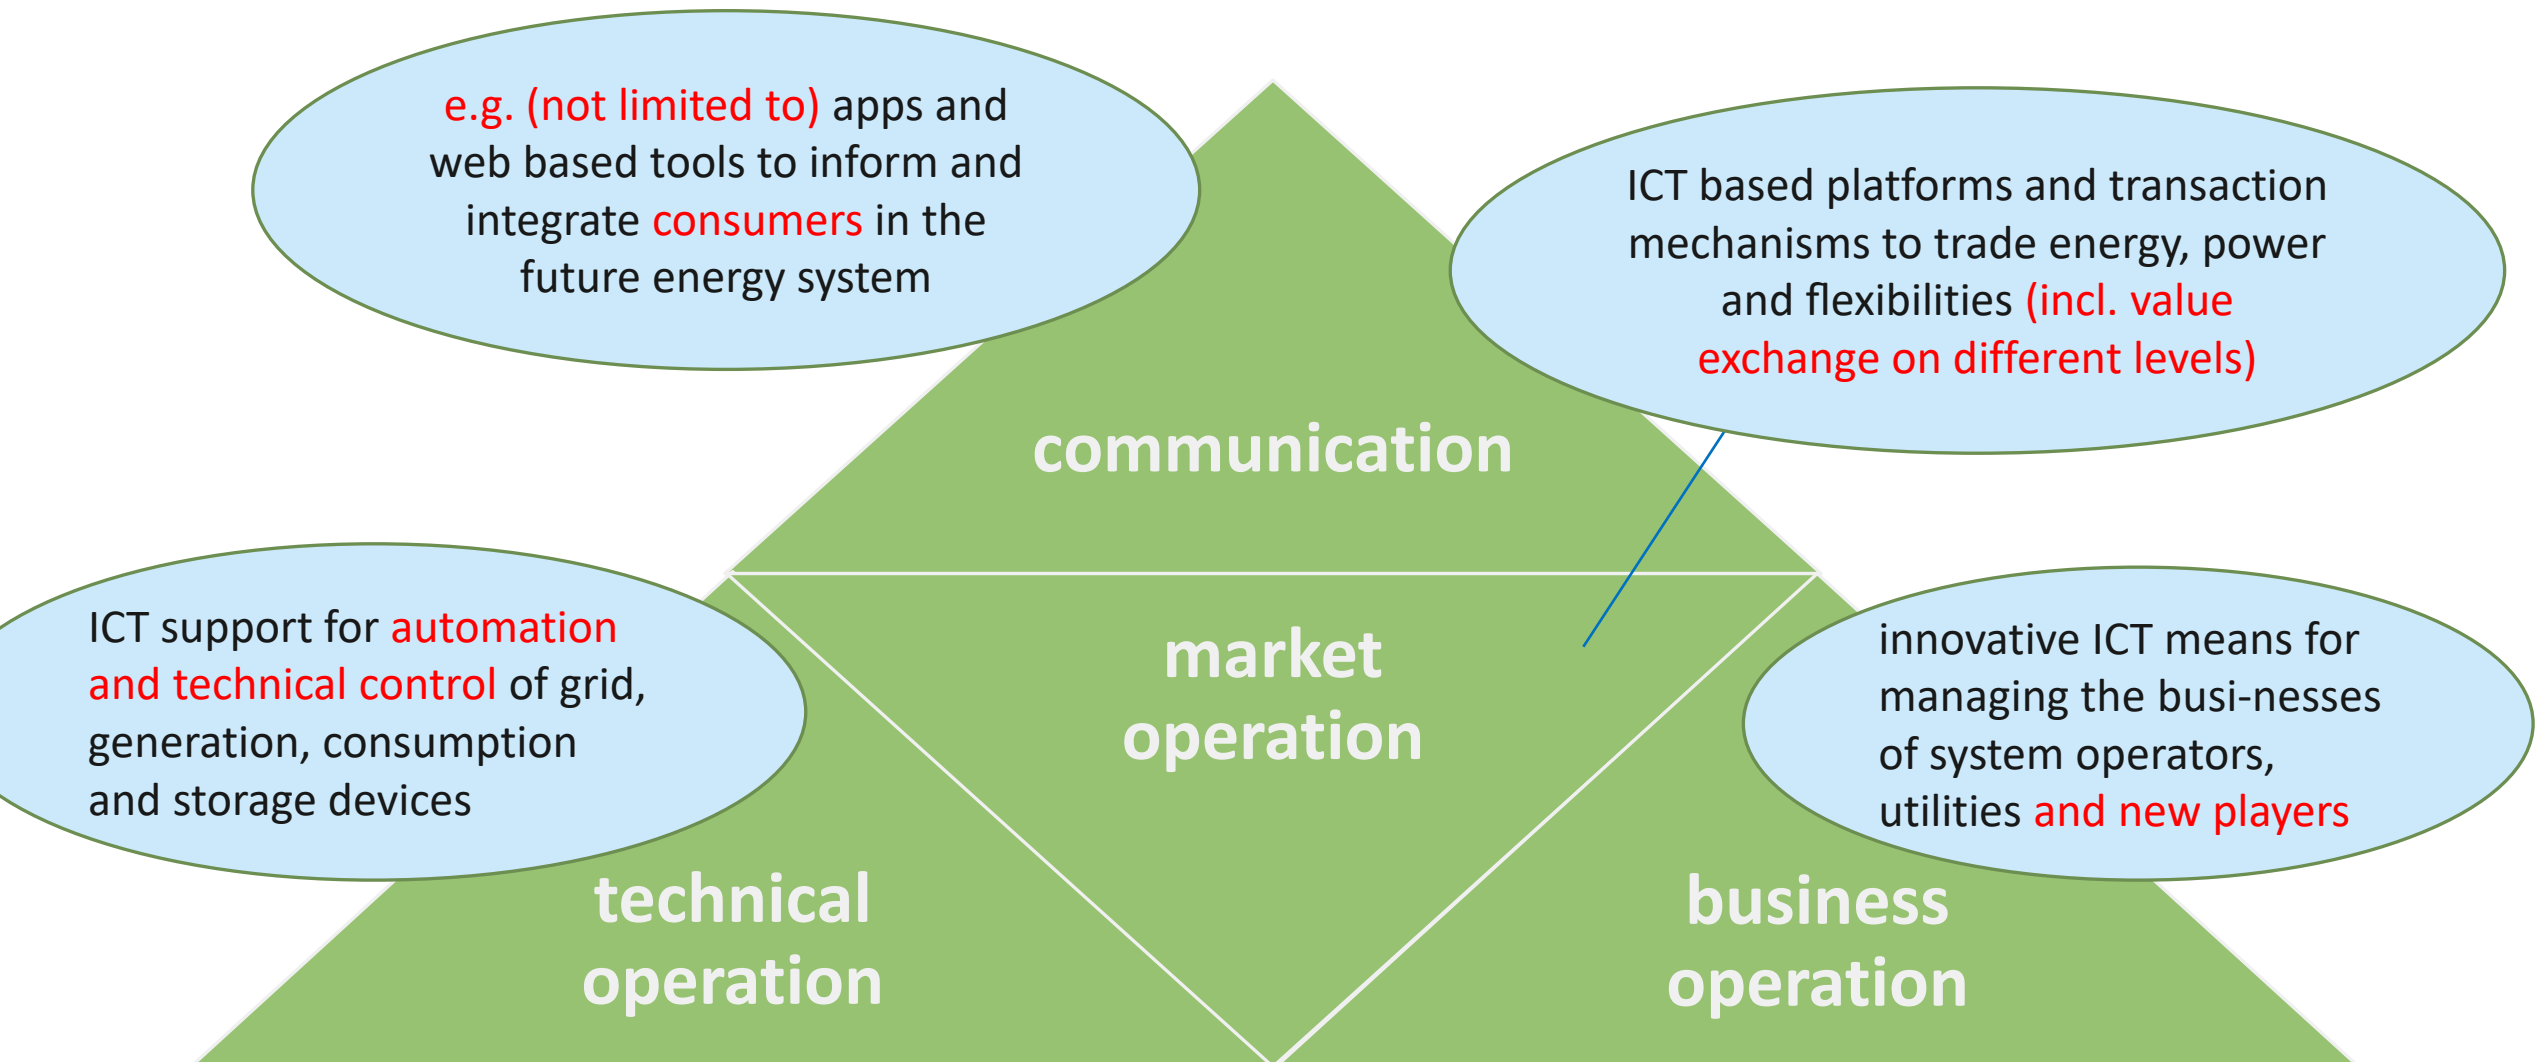 e.g. (not limited to) apps and
web based tools to inform and
integrate consumers in the
future energy system
ICT based platforms and transaction
mechanisms to trade energy, power
and flexibilities (incl. value
exchange on different levels)
communication
ICT support for automation
and technical control of grid,
generation, consumption
and storage devices
market
operation
innovative ICT means for
managing the busi-nesses
of system operators,
utilities and new players
technical
operation
business
operation